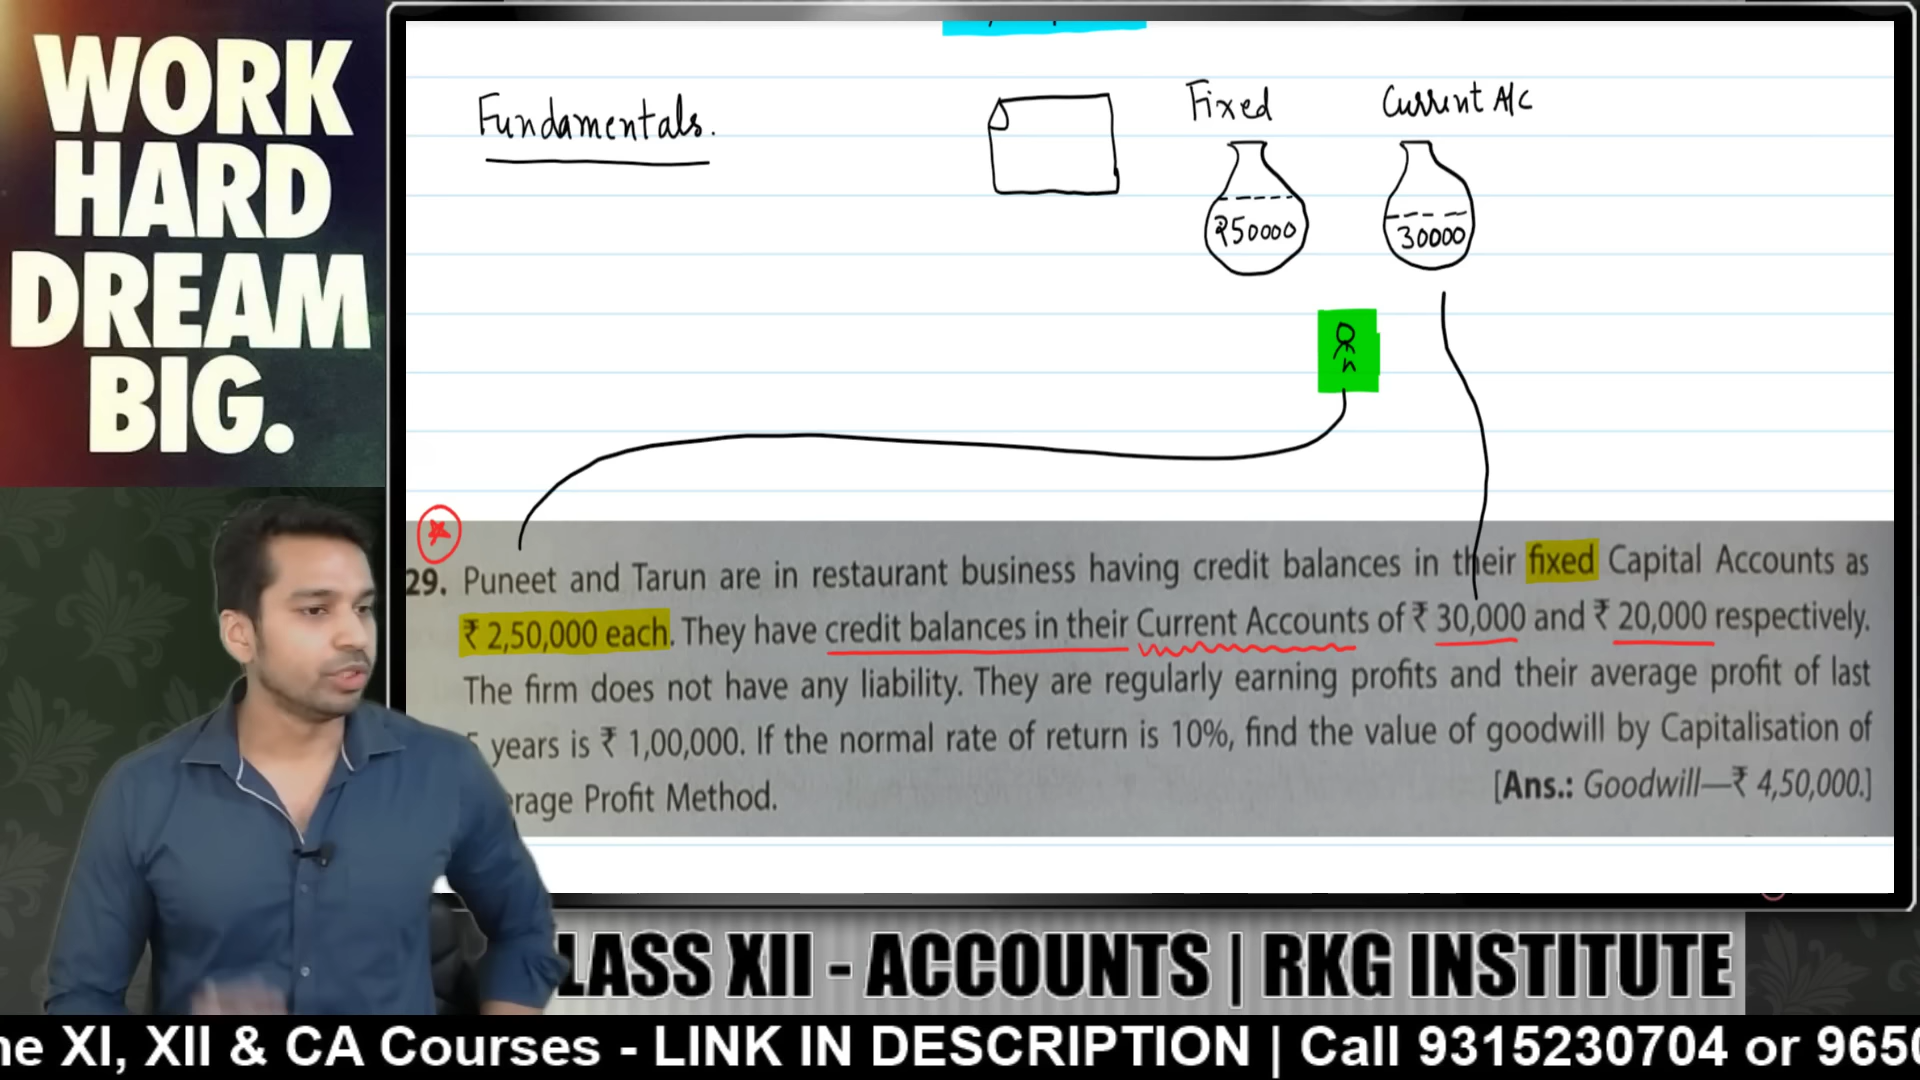 WORK
HARD
DREAM
BIG.
Fundamentals.
Fixed
Current A/c
₹50000
30000
29. Puneet and Tarun are in restaurant business having credit balances in their fixed Capital Accounts as
₹ 2,50,000 each. They have credit balances in their Current Accounts of ₹ 30,000 and ₹ 20,000 respectively.
The firm does not have any liability. They are regularly earning profits and their average profit of last
5 years is ₹ 1,00,000. If the normal rate of return is 10%, find the value of goodwill by Capitalisation of
rage Profit Method.
[Ans.: Goodwill—₹ 4,50,000.]
LASS XII - ACCOUNTS | RKG INSTITUTE
ne XI, XII & CA Courses - LINK IN DESCRIPTION | Call 9315230704 or 965